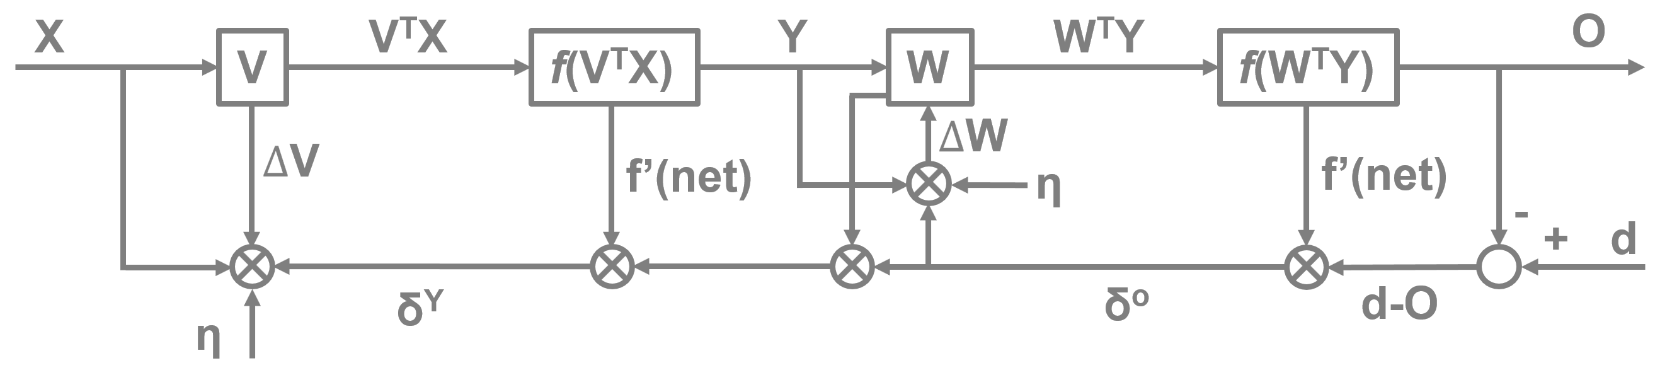 X
V
VᵀX
f(VᵀX)
Y
W
WᵀY
f(WᵀY)
O
ΔV
f’(net)
ΔW
η
f’(net)
-
+
d
δʸ
δº
d-O
η